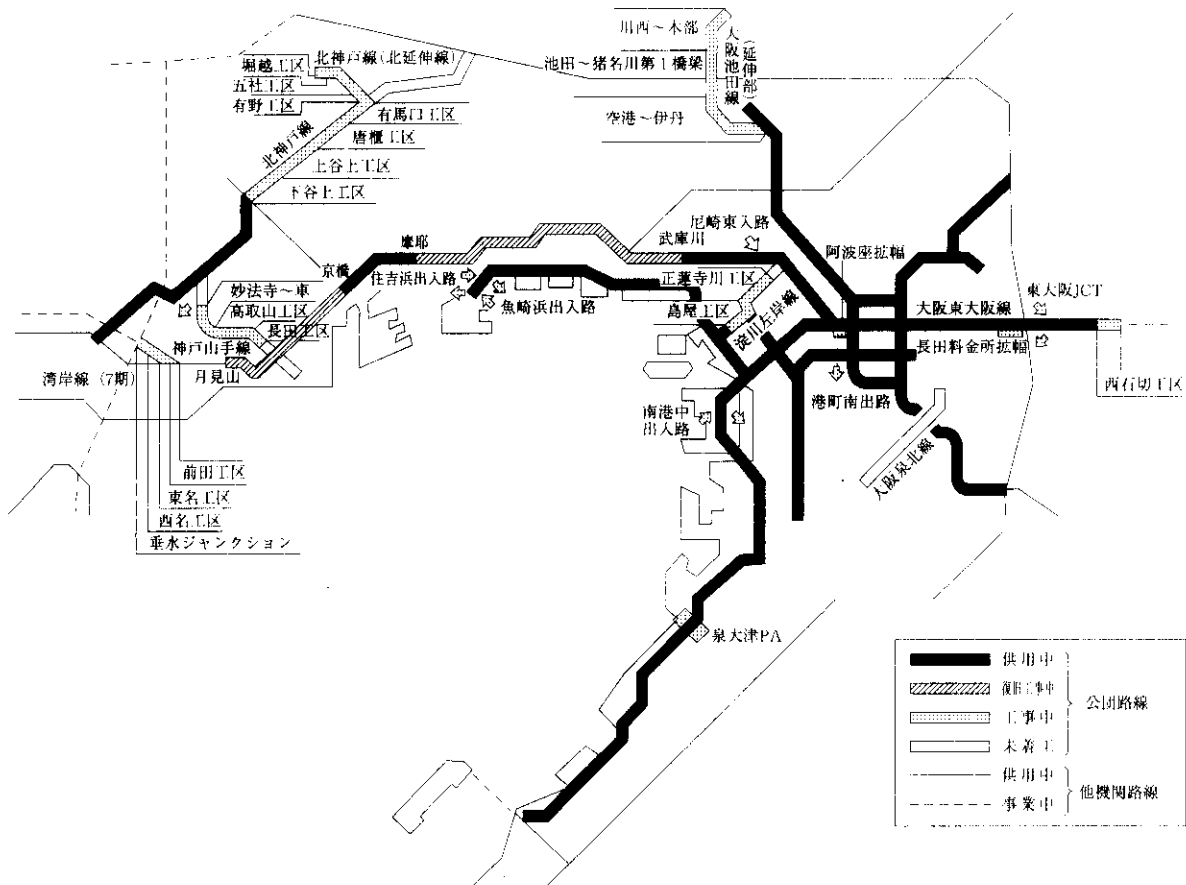 川西～木部
大阪池田線
(延伸部)
池田～猪名川第1橋梁
空港～伊丹
北神戸線(北延伸線)
堀越工区
五社工区
有野工区
有馬口工区
唐櫃工区
上谷上工区
下谷上工区
北神戸線
摩耶
武庫川
尼崎東入路
阿波座拡幅
京橋
住吉浜出入路
魚崎浜出入路
正蓮寺川工区
島屋工区
淀川左岸線
大阪東大阪線
東大阪JCT
長田料金所拡幅
西石切工区
妙法寺～車
高取山工区
長田工区
神戸山手線
月見山
湾岸線(7期)
港町南出路
南港中
出入路
大阪泉北線
前田工区
東名工区
西名工区
垂水ジャンクション
泉大津PA
供用中
復旧工事中
工事中
未着工
公団路線
供用中
事業中
他機関路線